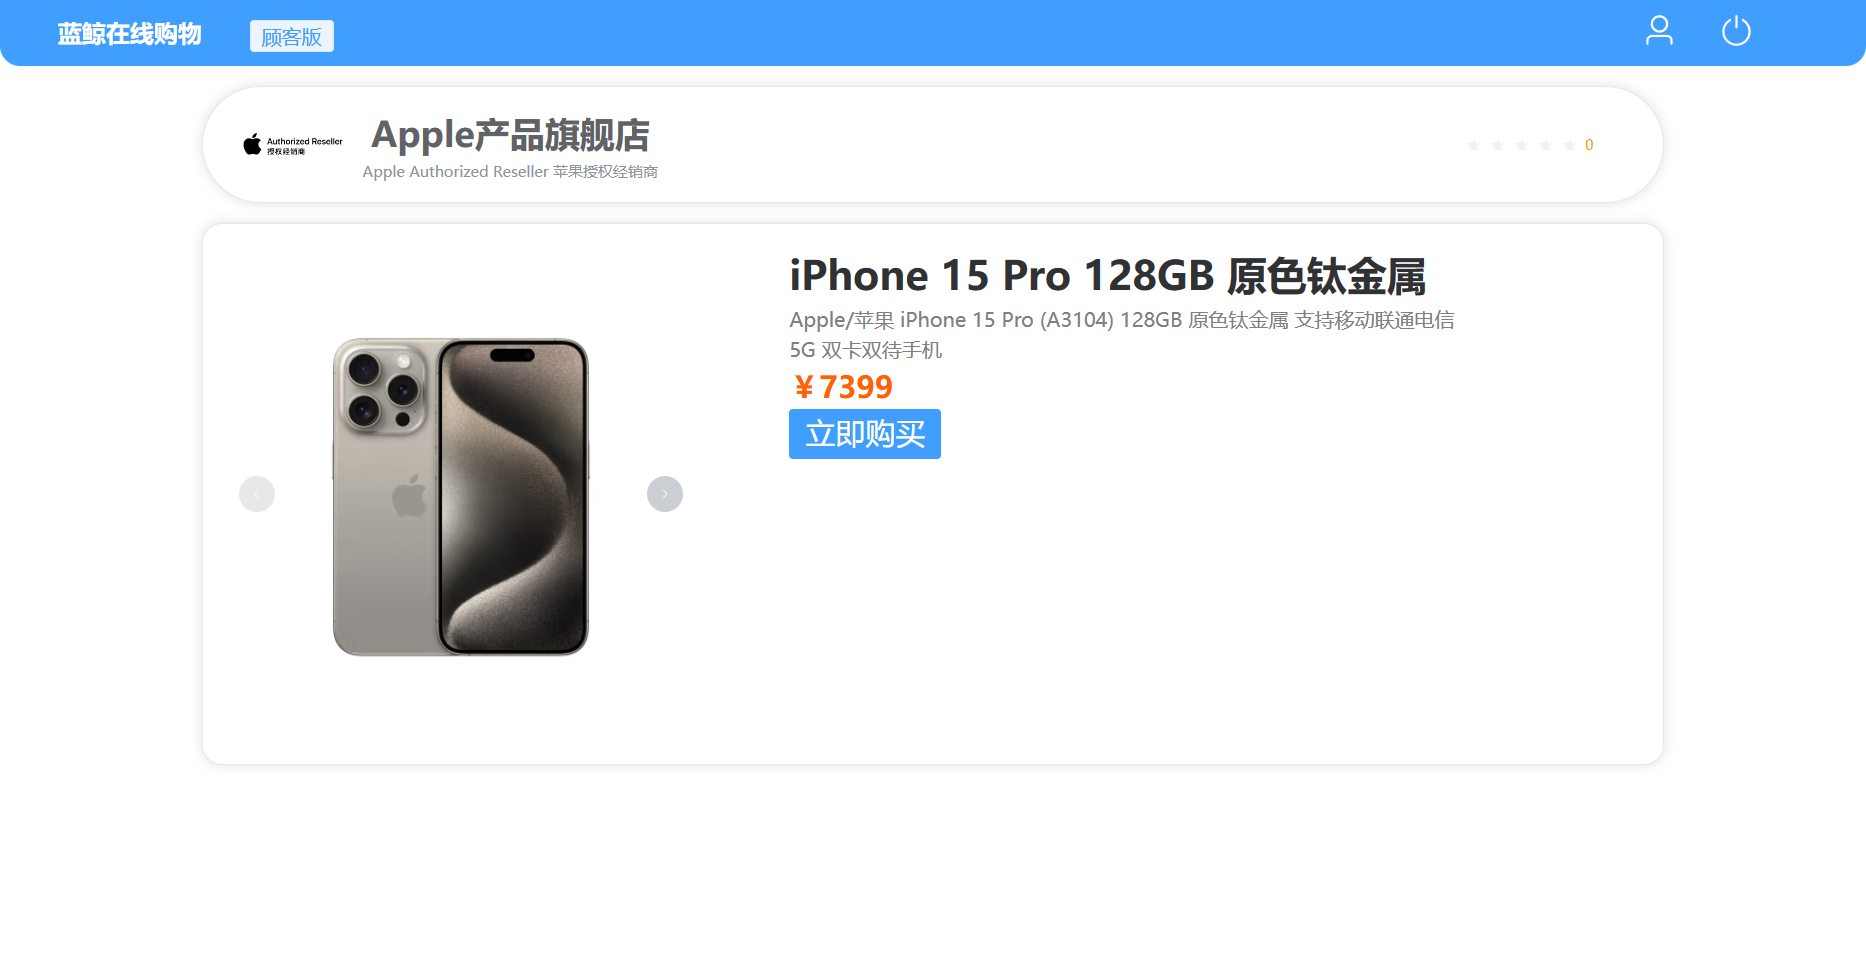 蓝鲸在线购物
顾客版
Authorized Reseller
授权经销商
Apple产品旗舰店
Apple Authorized Reseller 苹果授权经销商
0
iPhone 15 Pro 128GB 原色钛金属
Apple/苹果 iPhone 15 Pro (A3104) 128GB 原色钛金属 支持移动联通电信
5G 双卡双待手机
￥7399
立即购买